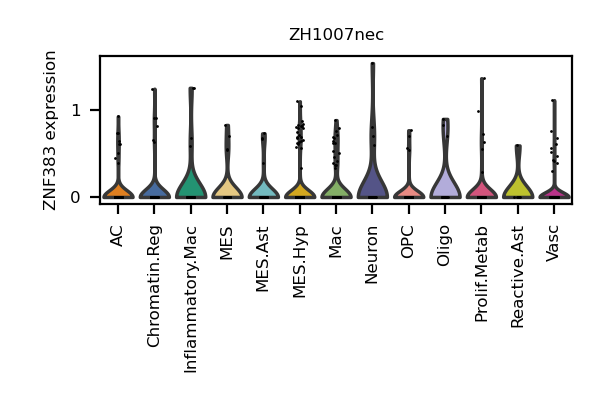 ZH1007nec
ZNF383 expression
1
0
AC
Chromatin.Reg
Inflammatory.Mac
MES
MES.Ast
MES.Hyp
Mac
Neuron
OPC
Oligo
Prolif.Metab
Reactive.Ast
Vasc